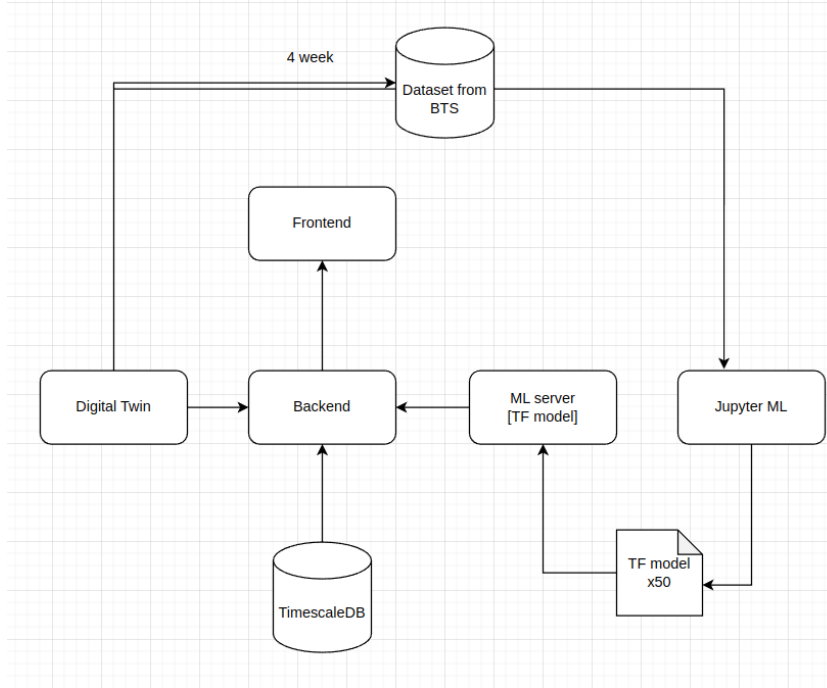 4 week
Dataset from
BTS
Frontend
Digital Twin
Backend
ML server
[TF model]
Jupyter ML
TF model
x50
TimescaleDB